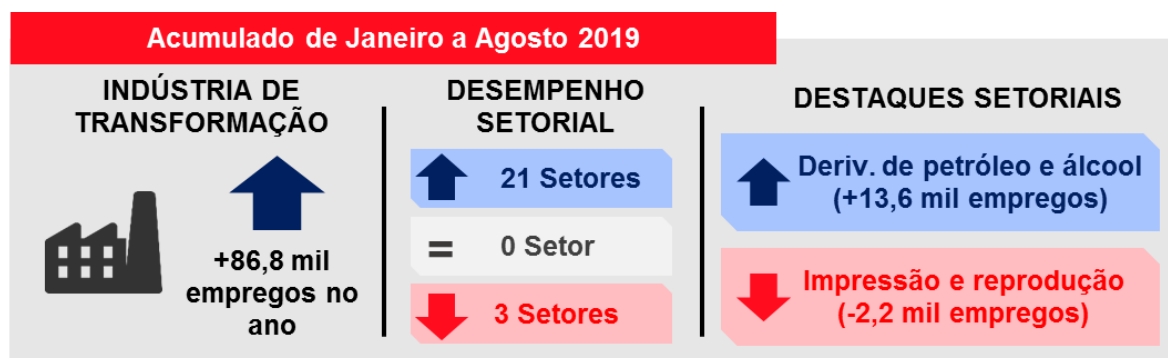 Acumulado de Janeiro a Agosto 2019
INDÚSTRIA DE
TRANSFORMAÇÃO
+86,8 mil
empregos no
ano
DESEMPENHO
SETORIAL
21 Setores
= 0 Setor
3 Setores
DESTAQUES SETORIAIS
Deriv. de petróleo e álcool
(+13,6 mil empregos)
Impressão e reprodução
(-2,2 mil empregos)